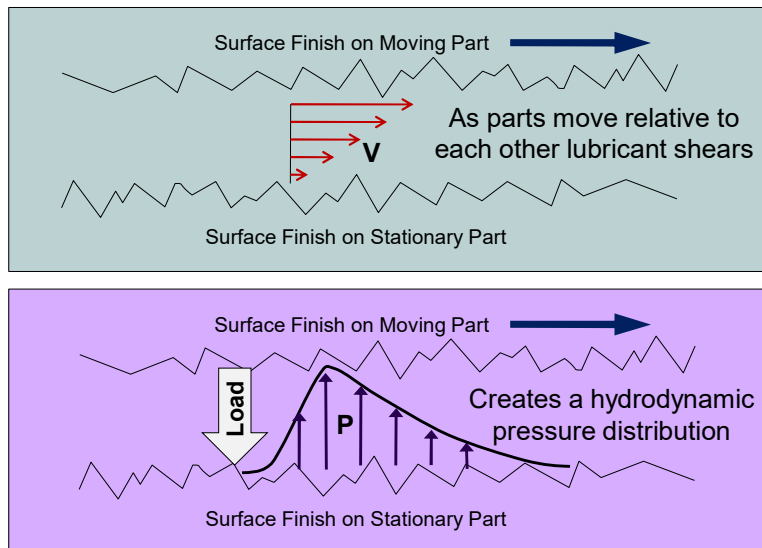 Surface Finish on Moving Part
V
As parts move relative to
each other lubricant shears
Surface Finish on Stationary Part
Surface Finish on Moving Part
Load
P
Creates a hydrodynamic
pressure distribution
Surface Finish on Stationary Part